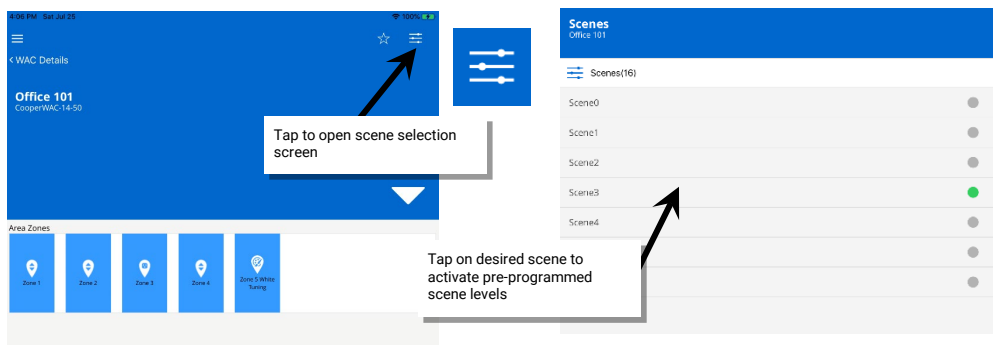 4:06 PM Sat Jul 25
100%
< WAC Details
Office 101
CooperWAC-14-50
Tap to open scene selection
screen
Area Zones
Zone 1
Zone 2
Zone 3
Zone 4
Zone 5 White
Tuning
Scenes
Office 101
Scenes(16)
Scene0
Scene1
Scene2
Scene3
Scene4
Tap on desired scene to
activate pre-programmed
scene levels